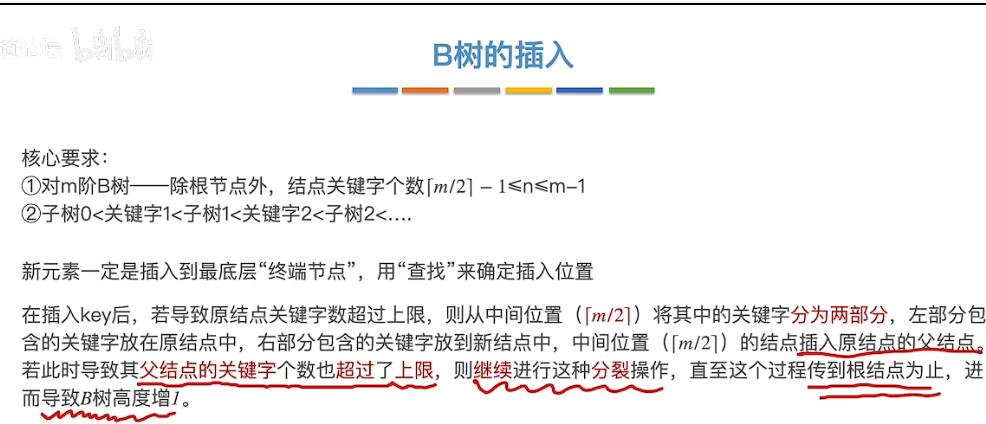 B树的插入
核心要求：
①对m阶B树——除根节点外，结点关键字个数⌈m/2⌉ − 1≤n≤m−1
②子树0<关键字1<子树1<关键字2<子树2<….
新元素一定是插入到最底层“终端节点”，用“查找”来确定插入位置
在插入key后，若导致原结点关键字数超过上限，则从中间位置（⌈m/2⌉）将其中的关键字分为两部分，左部分包
含的关键字放在原结点中，右部分包含的关键字放到新结点中，中间位置（⌈m/2⌉）的结点插入原结点的父结点。
若此时导致其父结点的关键字个数也超过了上限，则继续进行这种分裂操作，直至这个过程传到根结点为止，进
而导致B树高度增1。